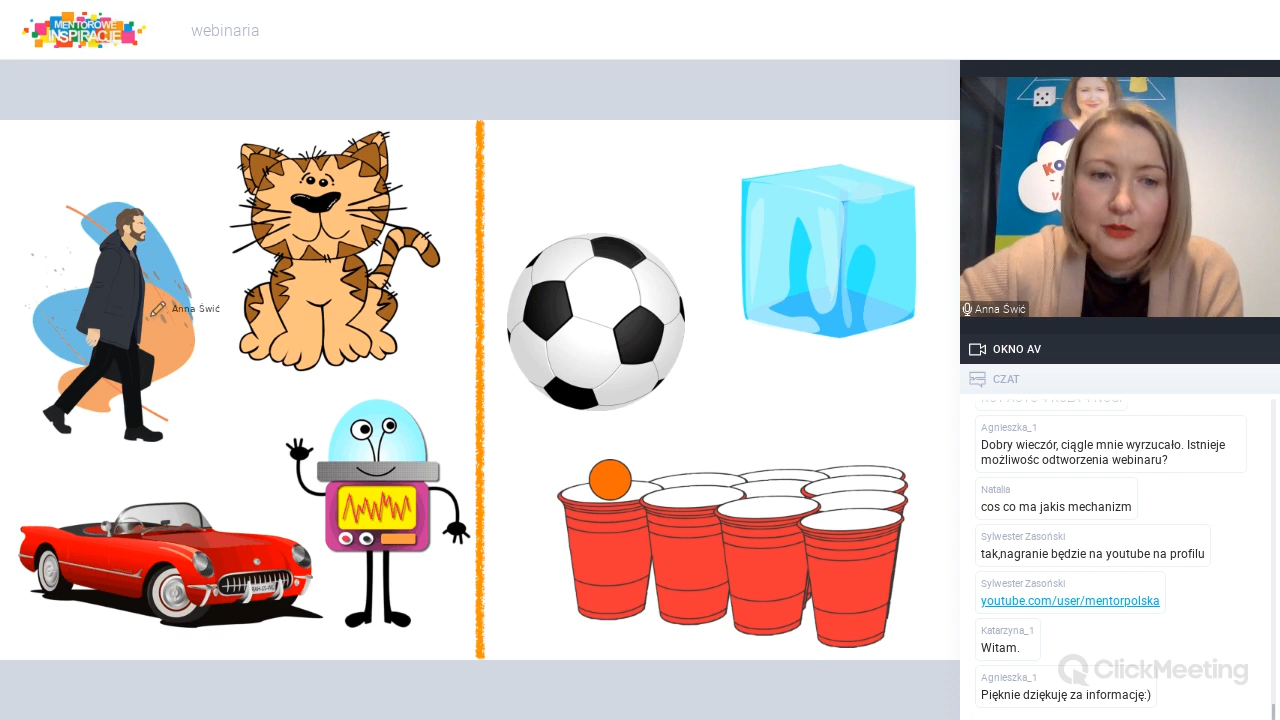 MENTOROWE
INSPIRACJE
webinaria
Anna Świć
Anna Świć
OKNO AV
CZAT
Agnieszka_1
Dobry wieczór, ciągle mnie wyrzucało. Istnieje
możliwośc odtworzenia webinaru?
Natalia
cos co ma jakis mechanizm
Sylwester Zasoński
tak,nagranie będzie na youtube na profilu
Sylwester Zasoński
youtube.com/user/mentorpolska
Katarzyna_1
Witam.
Agnieszka_1
Pięknie dziękuję za informację:)
ClickMeeting